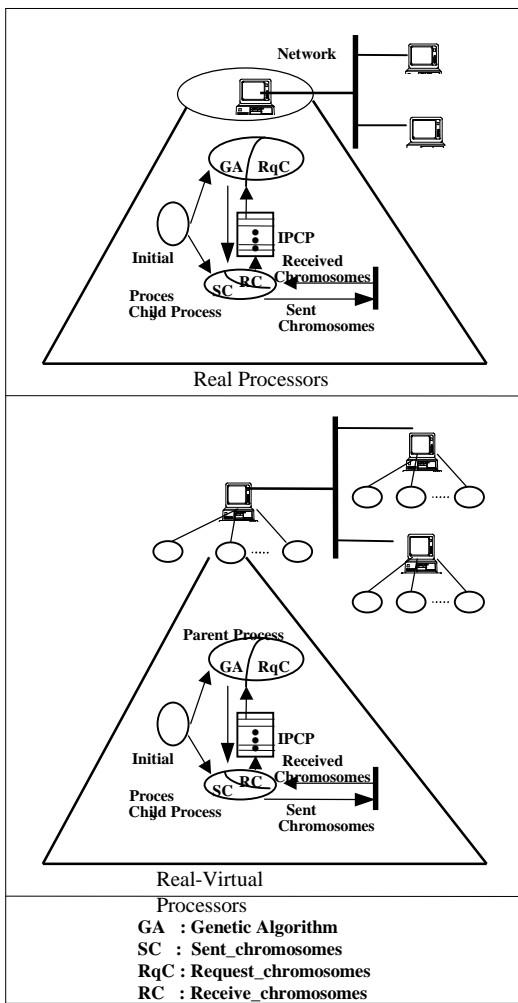 Network
GA RqC
IPCP
Initial
Received
Chromosomes
RC
SC
Proces
s
Child Process
Sent
Chromosomes
Real Processors
.....
.....
.....
Parent Process
GA RqC
IPCP
Initial
Received
Chromosomes
RC
SC
Proces
s
Child Process
Sent
Chromosomes
Real-Virtual
Processors
GA : Genetic Algorithm
SC : Sent_chromosomes
RqC : Request_chromosomes
RC : Receive_chromosomes